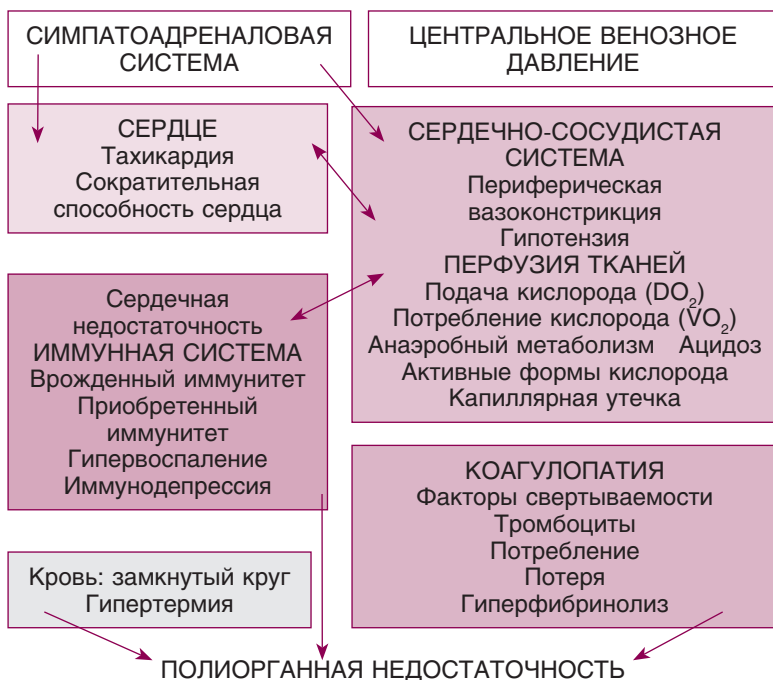 СИМПАТОАДРЕНАЛОВАЯ
СИСТЕМА
ЦЕНТРАЛЬНОЕ ВЕНОЗНОЕ
ДАВЛЕНИЕ
СЕРДЦЕ
Тахикардия
Сократительная
способность сердца
СЕРДЕЧНО-СОСУДИСТАЯ
СИСТЕМА
Периферическая
вазоконстрикция
Гипотензия
ПЕРФУЗИЯ ТКАНЕЙ
Подача кислорода (DO₂)
Потребление кислорода (V̇O₂)
Анаэробный метаболизм Ацидоз
Активные формы кислорода
Капиллярная утечка
Сердечная
недостаточность
ИММУННАЯ СИСТЕМА
Врожденный иммунитет
Приобретенный
иммунитет
Гипервоспаление
Иммунодепрессия
КОАГУЛОПАТИЯ
Факторы свертываемости
Тромбоциты
Потребление
Потеря
Гиперфибринолиз
Кровь: замкнутый круг
Гипертермия
ПОЛИОРГАННАЯ НЕДОСТАТОЧНОСТЬ